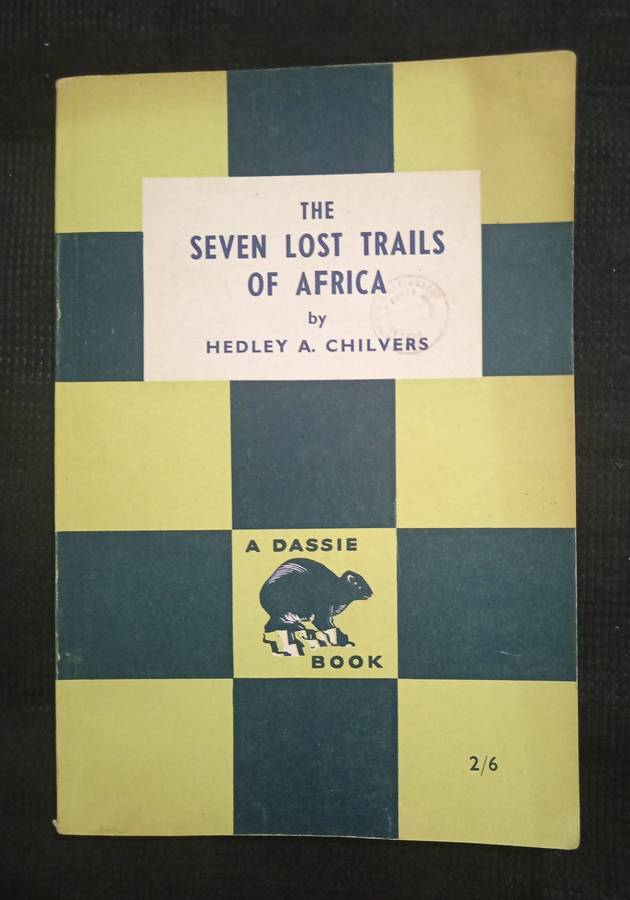 THE
SEVEN LOST TRAILS
OF AFRICA
by
HEDLEY A. CHILVERS
A DASSIE
BOOK
2/6